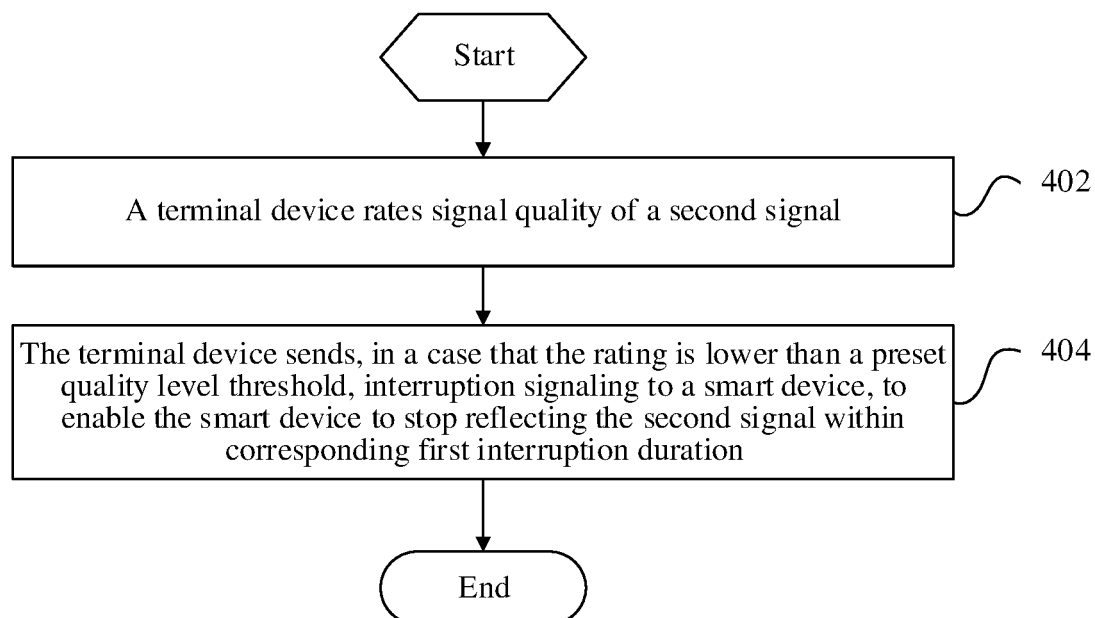 Start
A terminal device rates signal quality of a second signal
402
The terminal device sends, in a case that the rating is lower than a preset
quality level threshold, interruption signaling to a smart device, to
enable the smart device to stop reflecting the second signal within
corresponding first interruption duration
404
End